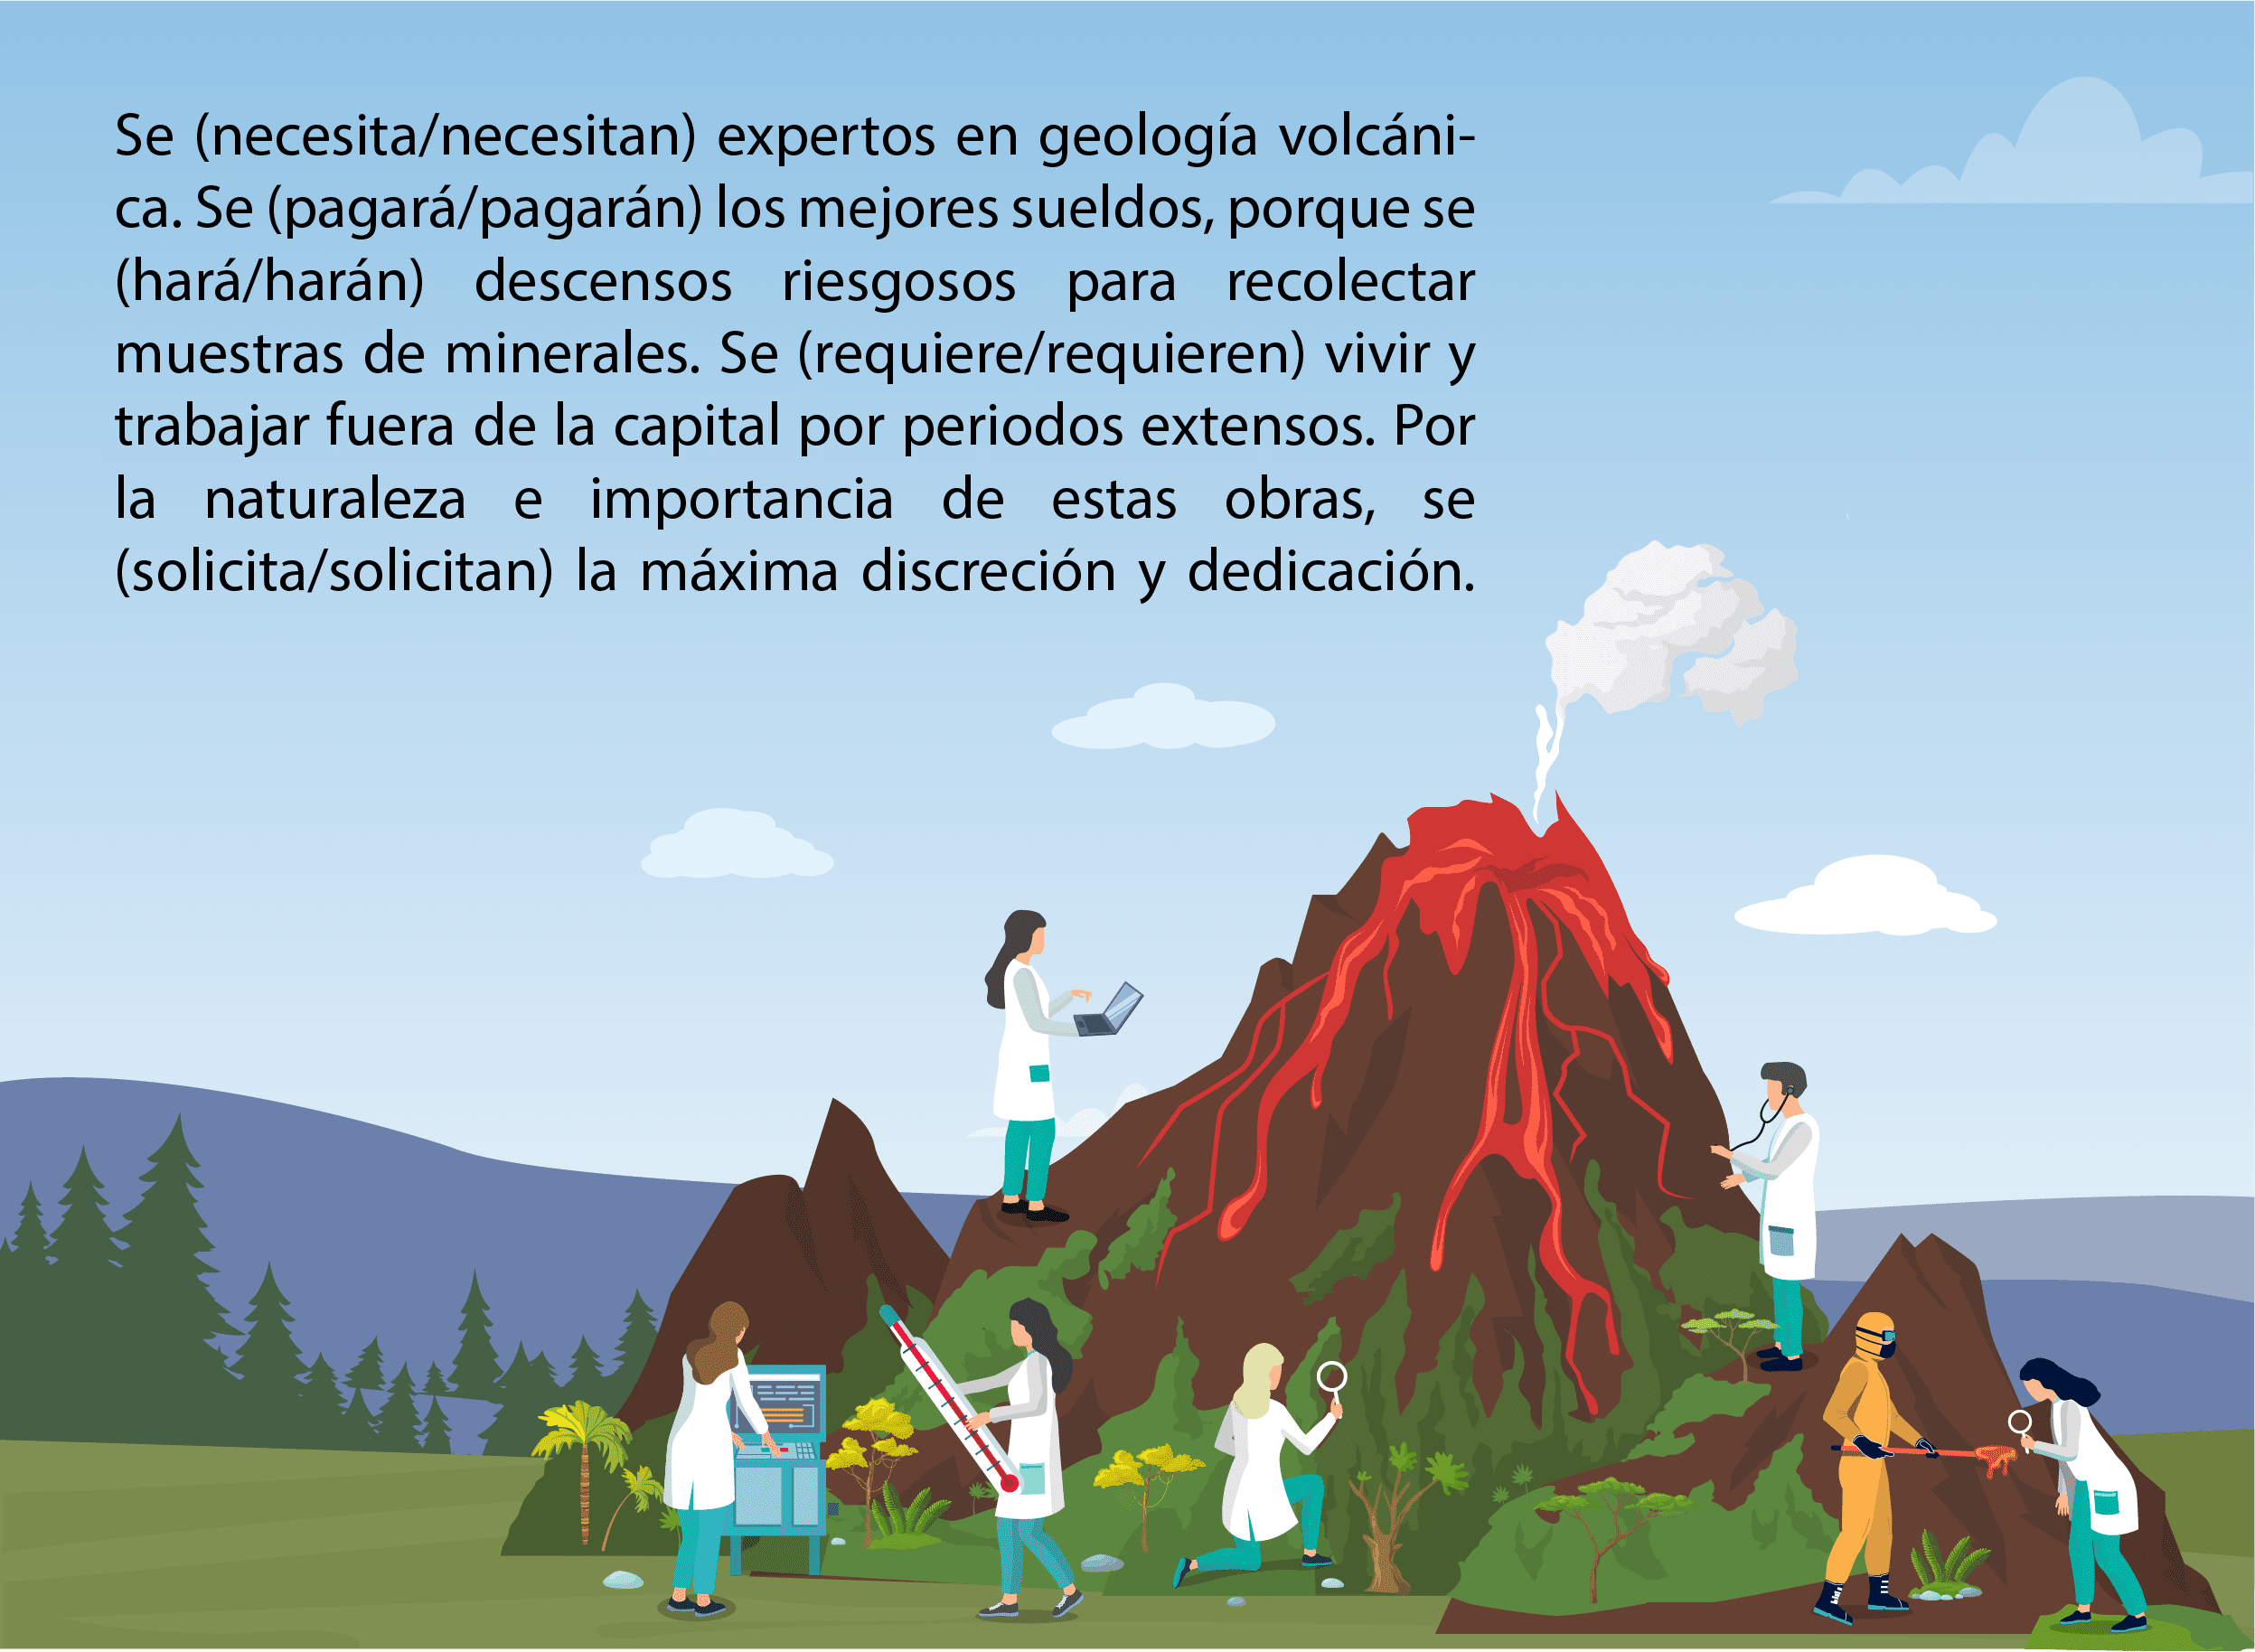 Se (necesita/necesitan) expertos en geología volcáni-
ca. Se (pagará/pagarán) los mejores sueldos, porque se
(hará/harán) descensos riesgosos para recolectar
muestras de minerales. Se (requiere/requieren) vivir y
trabajar fuera de la capital por periodos extensos. Por
la naturaleza e importancia de estas obras, se
(solicita/solicitan) la máxima discreción y dedicación.